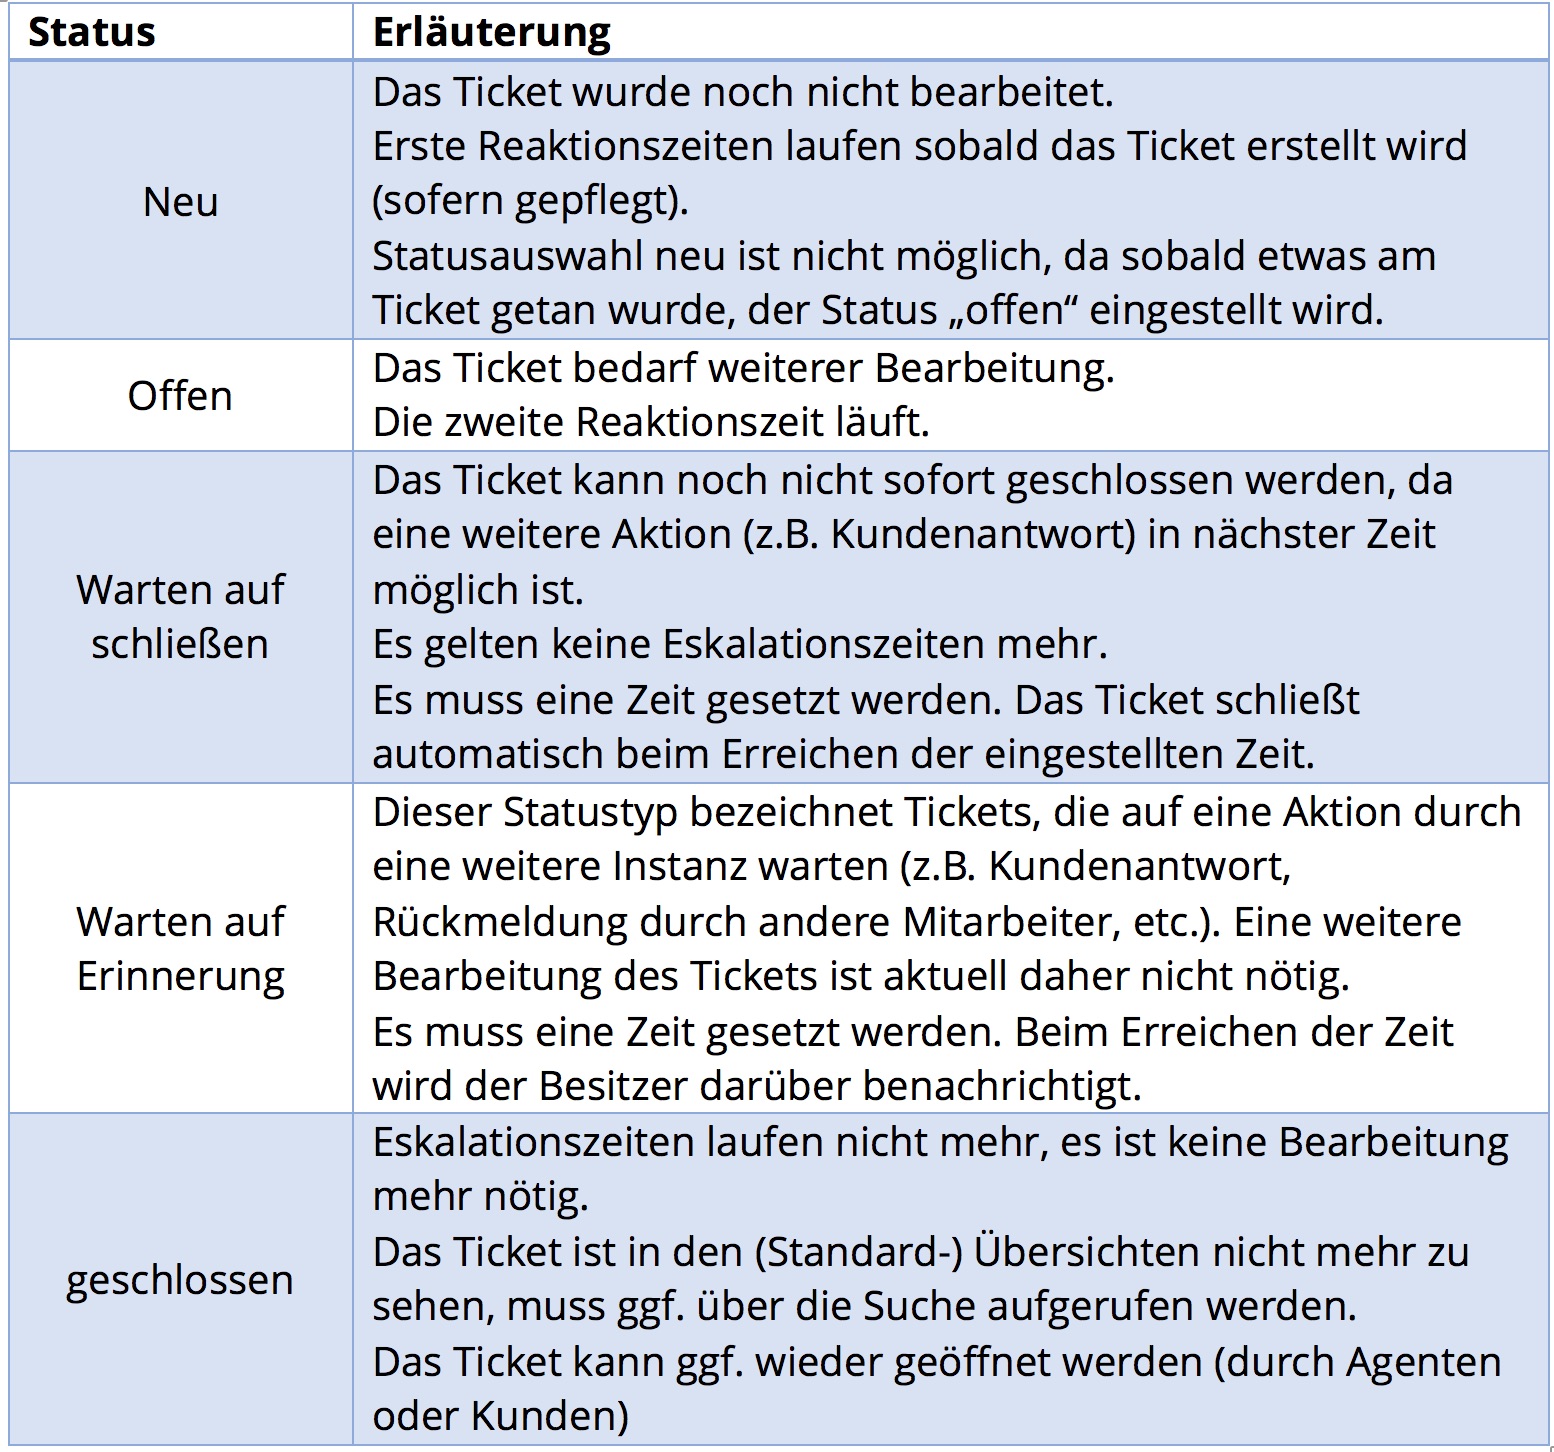 Status
Erläuterung
Neu
Das Ticket wurde noch nicht bearbeitet.
Erste Reaktionszeiten laufen sobald das Ticket erstellt wird
(sofern gepflegt).
Statusauswahl neu ist nicht möglich, da sobald etwas am
Ticket getan wurde, der Status „offen“ eingestellt wird.
Offen
Das Ticket bedarf weiterer Bearbeitung.
Die zweite Reaktionszeit läuft.
Warten auf
schließen
Das Ticket kann noch nicht sofort geschlossen werden, da
eine weitere Aktion (z.B. Kundenantwort) in nächster Zeit
möglich ist.
Es gelten keine Eskalationszeiten mehr.
Es muss eine Zeit gesetzt werden. Das Ticket schließt
automatisch beim Erreichen der eingestellten Zeit.
Warten auf
Erinnerung
Dieser Statustyp bezeichnet Tickets, die auf eine Aktion durch
eine weitere Instanz warten (z.B. Kundenantwort,
Rückmeldung durch andere Mitarbeiter, etc.). Eine weitere
Bearbeitung des Tickets ist aktuell daher nicht nötig.
Es muss eine Zeit gesetzt werden. Beim Erreichen der Zeit
wird der Besitzer darüber benachrichtigt.
geschlossen
Eskalationszeiten laufen nicht mehr, es ist keine Bearbeitung
mehr nötig.
Das Ticket ist in den (Standard-) Übersichten nicht mehr zu
sehen, muss ggf. über die Suche aufgerufen werden.
Das Ticket kann ggf. wieder geöffnet werden (durch Agenten
oder Kunden)